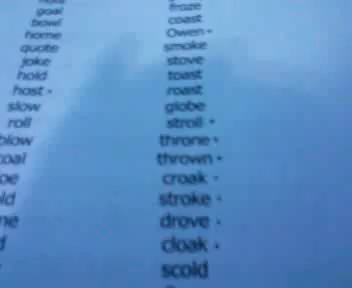 froze
goal coast
bowl Owen
home smoke
quote stove
joke toast
hold roast
host globe
slow stroll
roll throne
blow thrown
croak
stroke
drove
cloak
scold